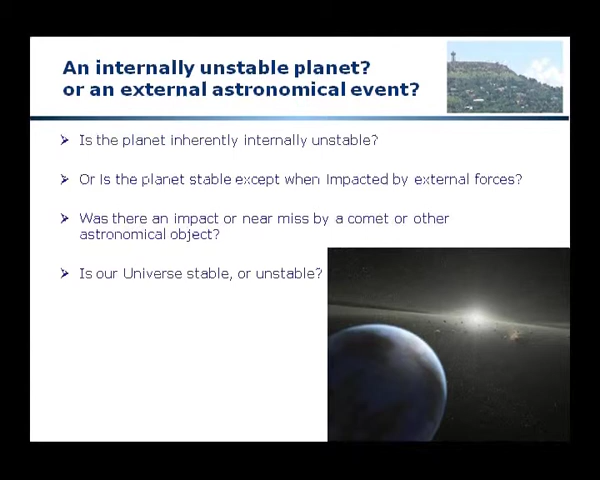 An internally unstable planet?
or an external astronomical event?
Is the planet inherently internally unstable?
Or Is the planet stable except when Impacted by external forces?
Was there an impact or near miss by a comet or other
astronomical object?
Is our Universe stable, or unstable?